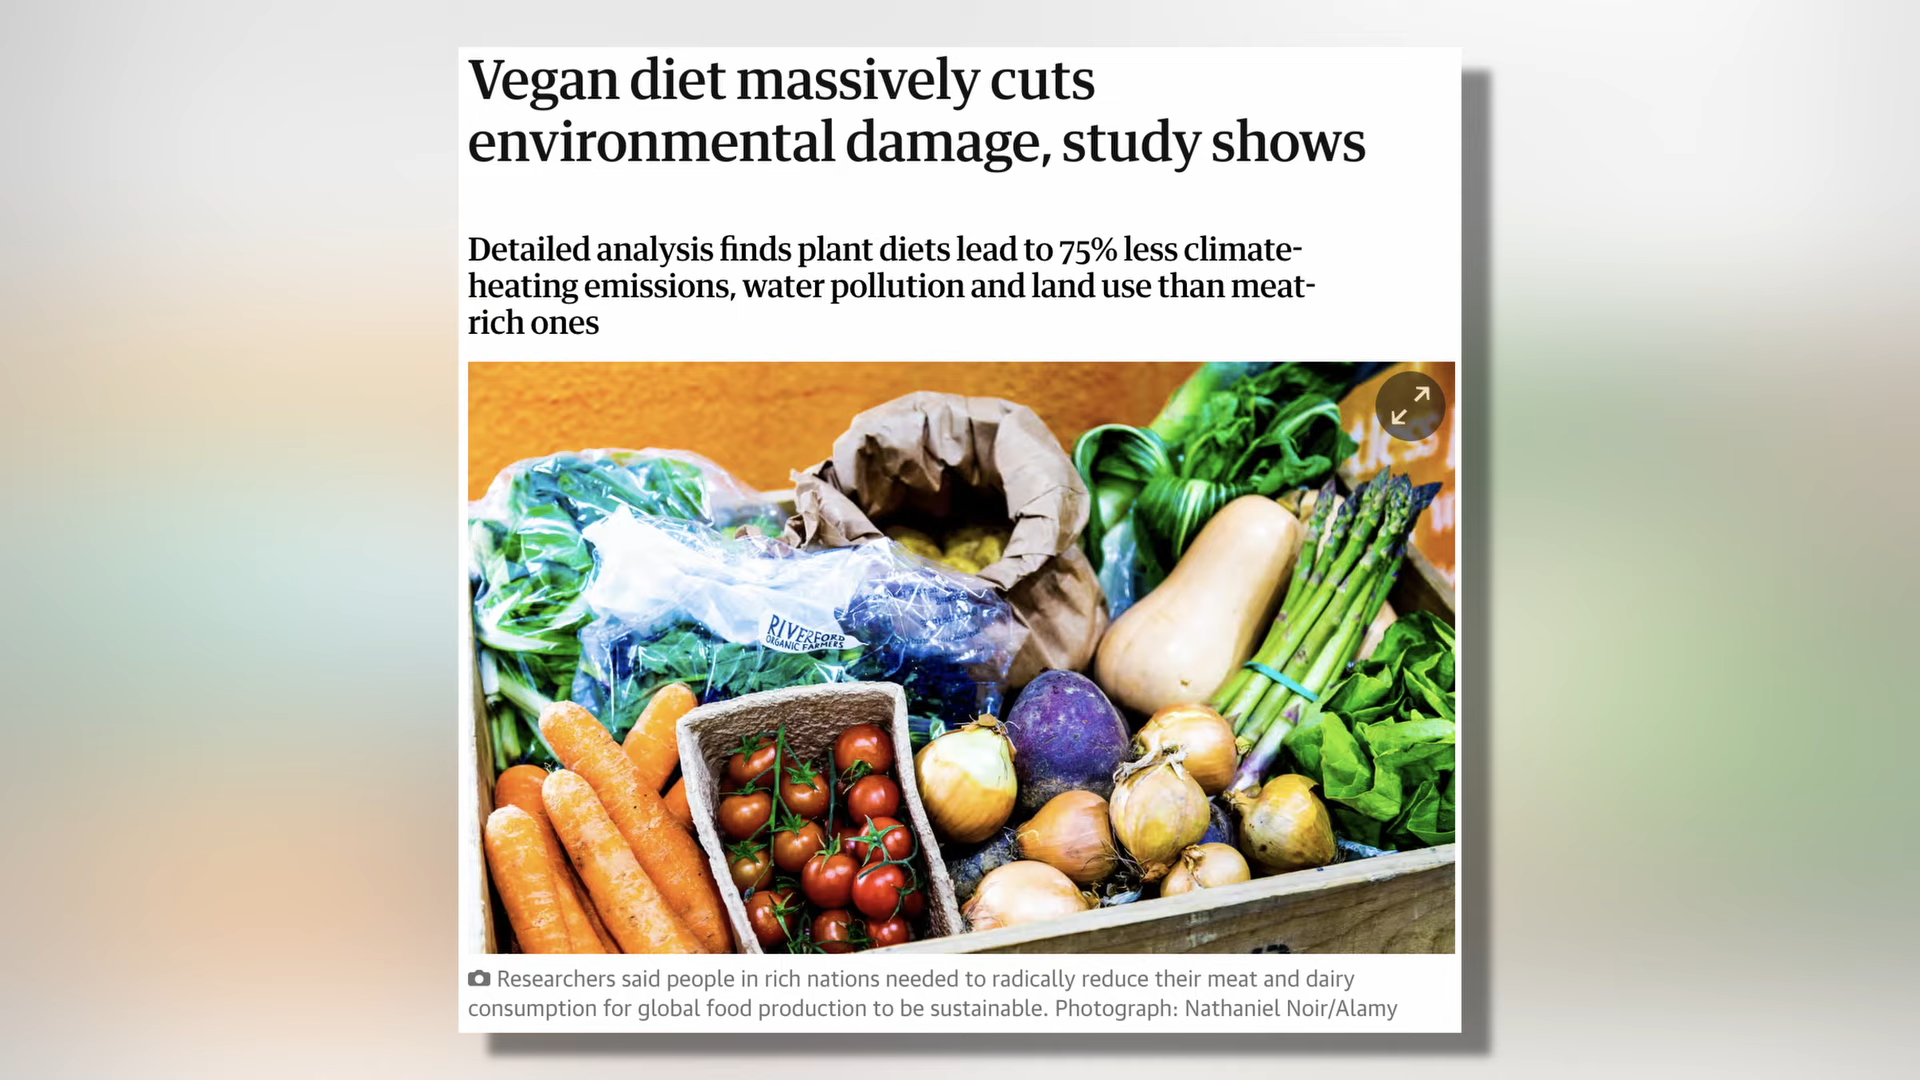 Vegan diet massively cuts
environmental damage, study shows
Detailed analysis finds plant diets lead to 75% less climate-
heating emissions, water pollution and land use than meat-
rich ones
RIVERFORD
ORGANIC FARMERS
Researchers said people in rich nations needed to radically reduce their meat and dairy
consumption for global food production to be sustainable. Photograph: Nathaniel Noir/Alamy